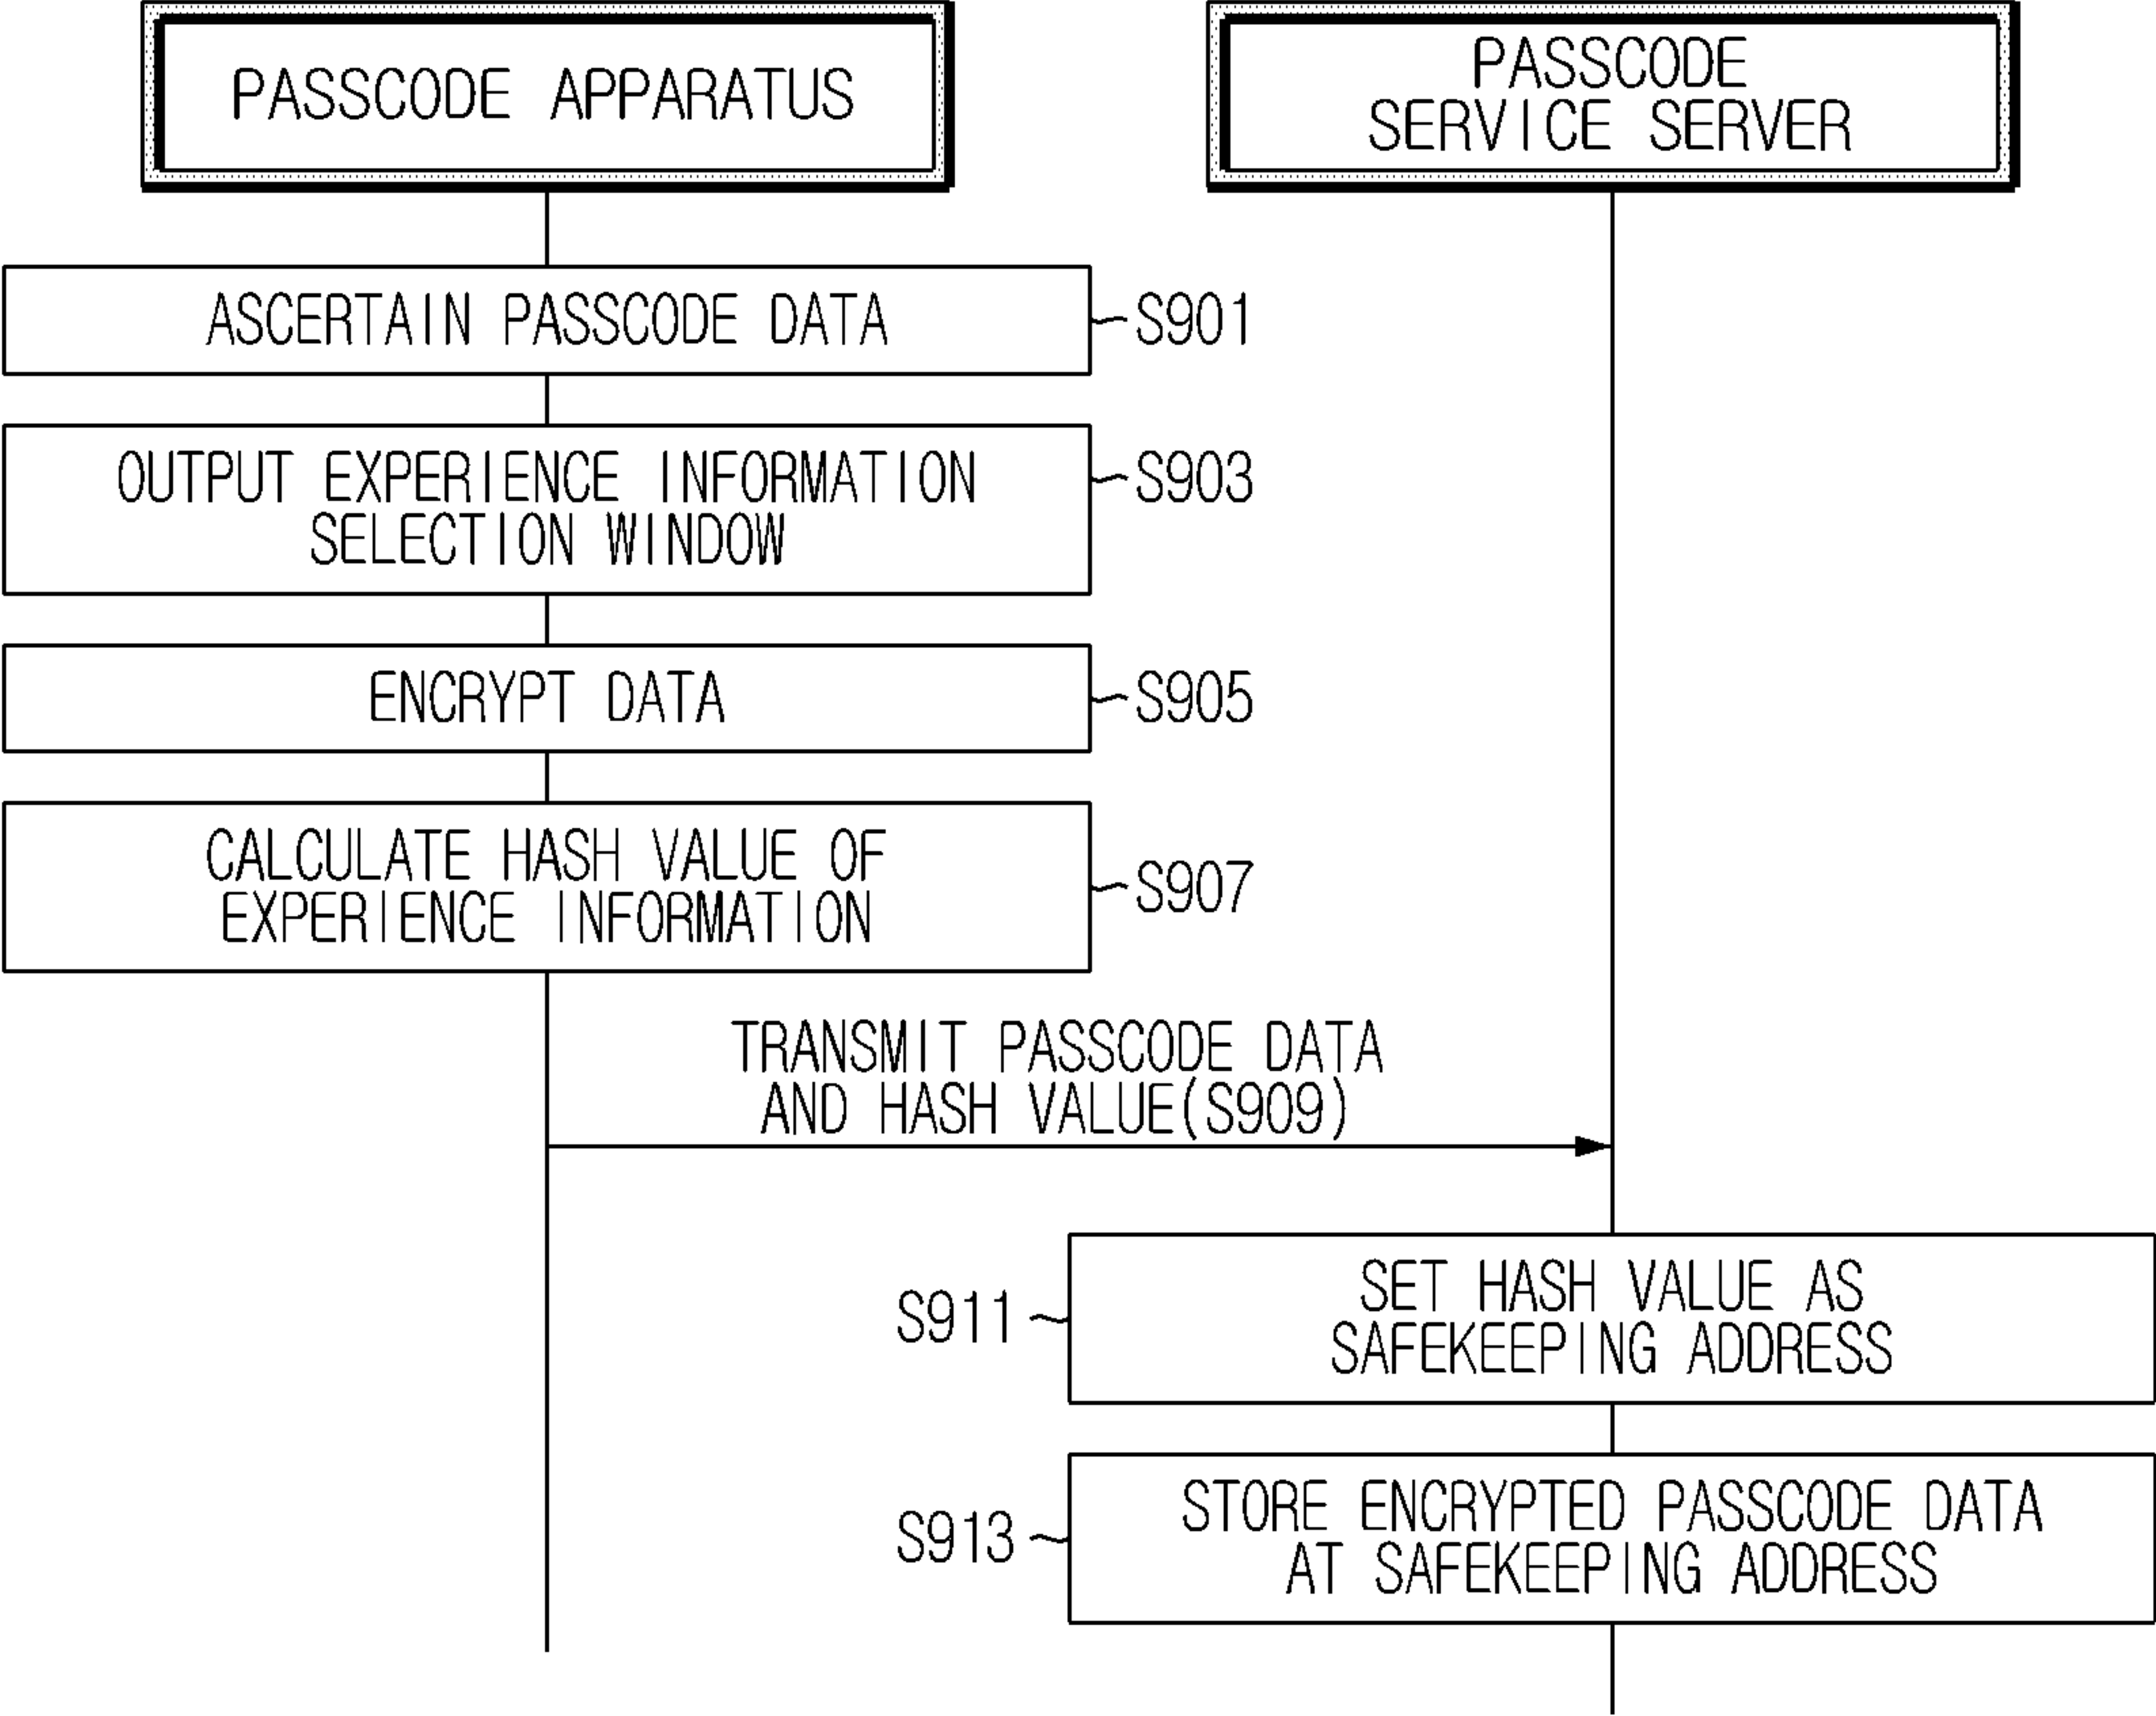 PASSCODE APPARATUS
PASSCODE
SERVICE SERVER
ASCERTAIN PASSCODE DATA
S901
OUTPUT EXPERIENCE INFORMATION
SELECTION WINDOW
S903
ENCRYPT DATA
S905
CALCULATE HASH VALUE OF
EXPERIENCE INFORMATION
S907
TRANSMIT PASSCODE DATA
AND HASH VALUE(S909)
S911
SET HASH VALUE AS
SAFEKEEPING ADDRESS
S913
STORE ENCRYPTED PASSCODE DATA
AT SAFEKEEPING ADDRESS